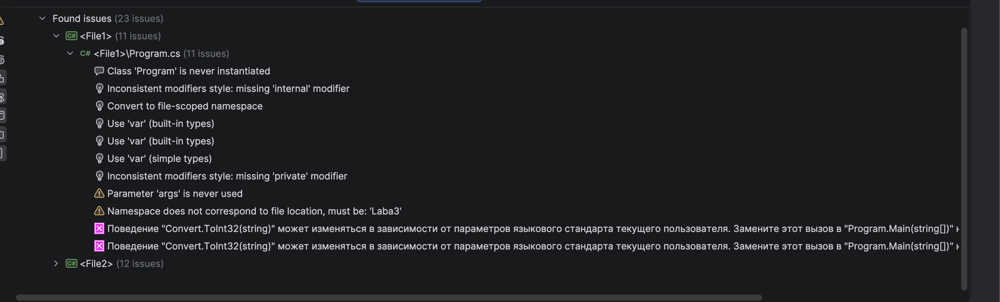 Found issues (23 issues)
C# <File1> (11 issues)
C# <File1>\Program.cs (11 issues)
Class 'Program' is never instantiated
Inconsistent modifiers style: missing 'internal' modifier
Convert to file-scoped namespace
Use 'var' (built-in types)
Use 'var' (built-in types)
Use 'var' (simple types)
Inconsistent modifiers style: missing 'private' modifier
Parameter 'args' is never used
Namespace does not correspond to file location, must be: 'Laba3'
Поведение "Convert.ToInt32(string)" может изменяться в зависимости от параметров языкового стандарта текущего пользователя. Замените этот вызов в "Program.Main(string[])"
Поведение "Convert.ToInt32(string)" может изменяться в зависимости от параметров языкового стандарта текущего пользователя. Замените этот вызов в "Program.Main(string[])"
C# <File2> (12 issues)